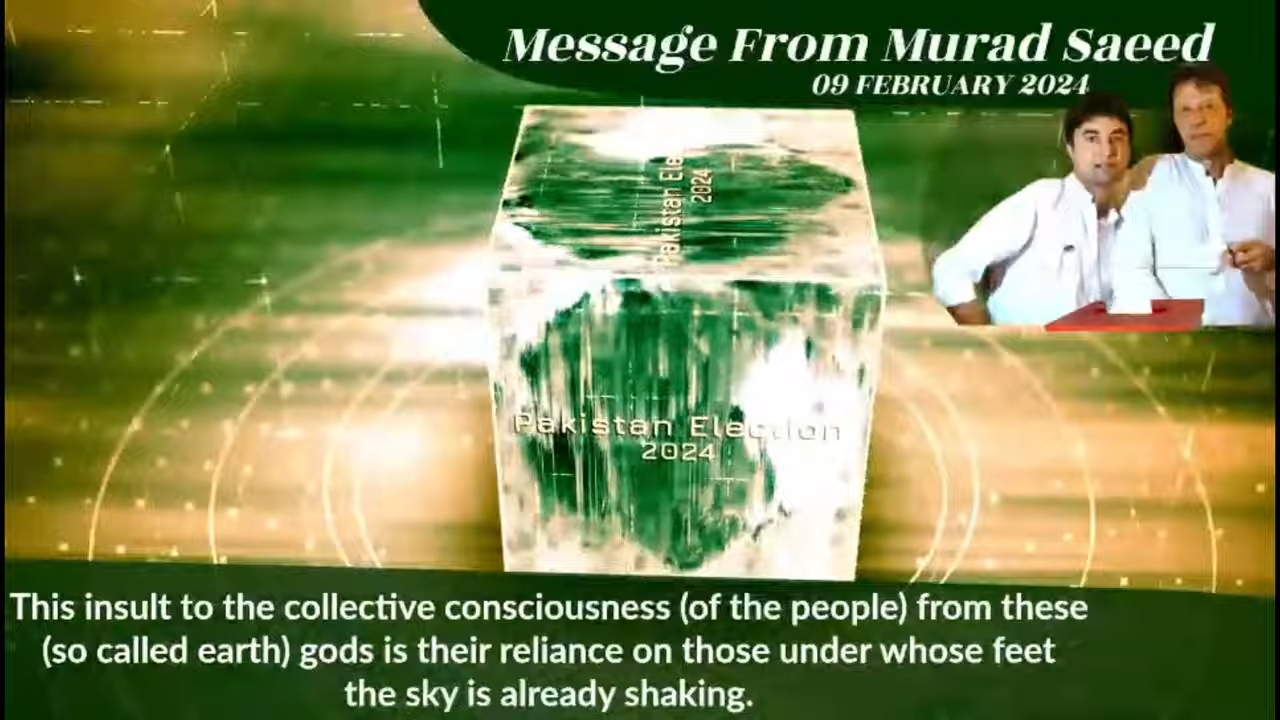 Message From Murad Saeed
09 FEBRUARY 2024
Pakistan Ele
2024
Pakistan Election
2024
This insult to the collective consciousness (of the people) from these
(so called earth) gods is their reliance on those under whose feet
the sky is already shaking.